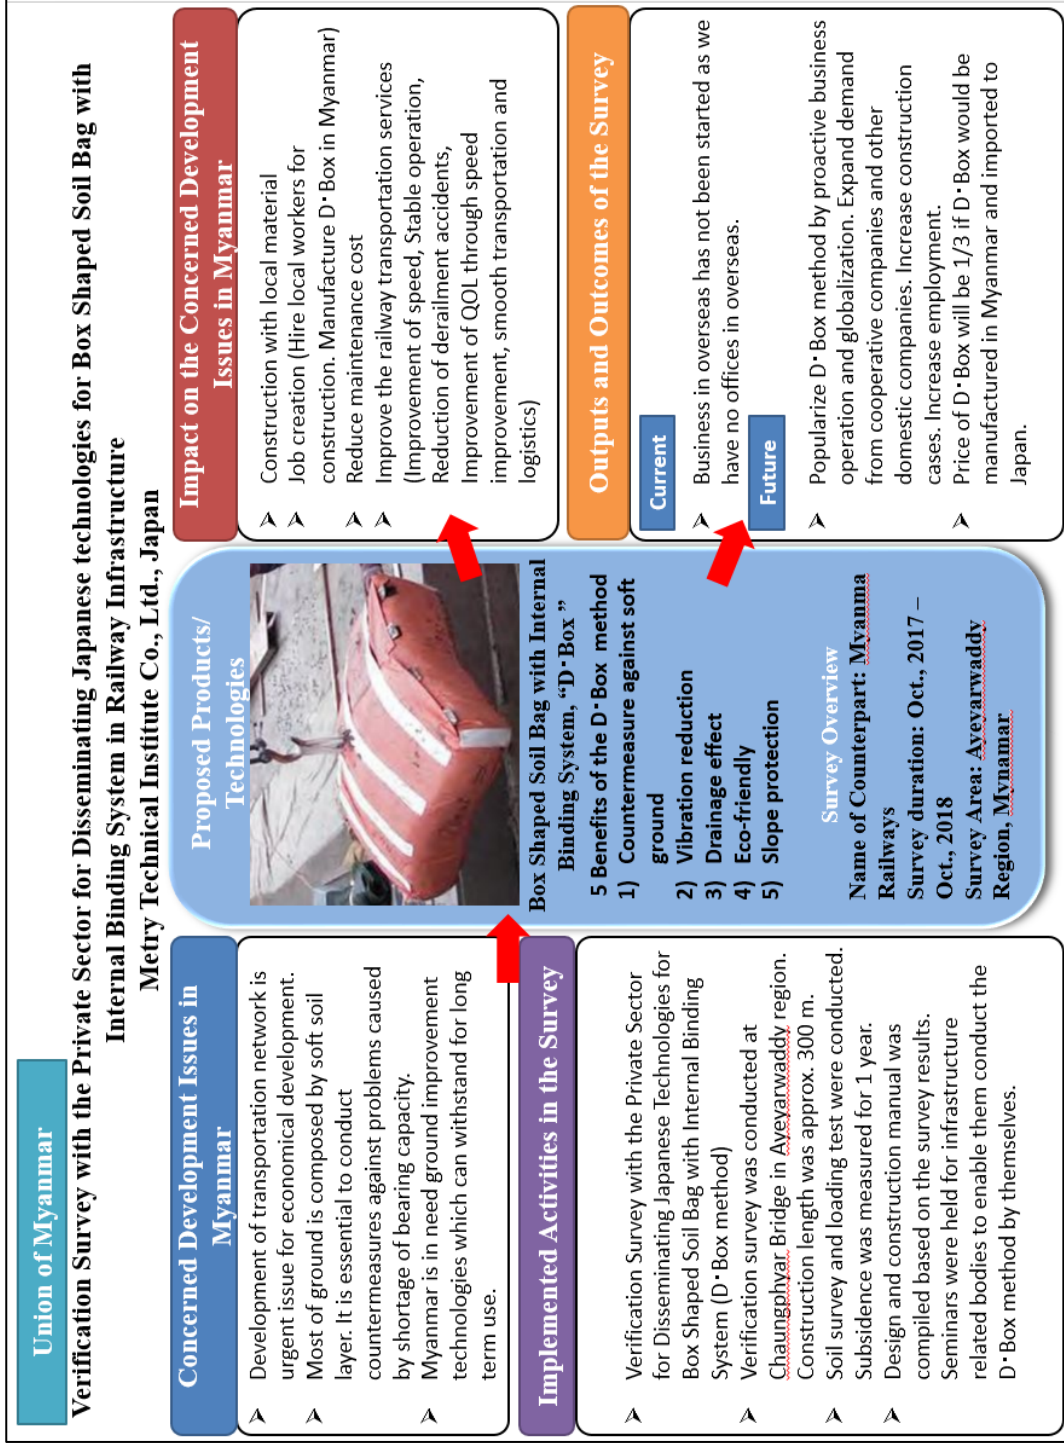 Union of Myanmar
Verification Survey with the Private Sector for Disseminating Japanese technologies for Box Shaped Soil Bag with
Internal Binding System in Railway Infrastructure
Metry Technical Institute Co., Ltd., Japan
Concerned Development Issues in
Myanmar
➢ Development of transportation network is
urgent issue for economical development.
➢ Most of ground is composed by soft soil
layer. It is essential to conduct
countermeasures against problems caused
by shortage of bearing capacity.
➢ Myanmar is in need ground improvement
technologies which can withstand for long
term use.
Implemented Activities in the Survey
➢ Verification Survey with the Private Sector
for Disseminating Japanese Technologies for
Box Shaped Soil Bag with Internal Binding
System (D・Box method)
➢ Verification survey was conducted at
Chaungphyar Bridge in Ayeyarwaddy region.
Construction length was approx. 300 m.
➢ Soil survey and loading test were conducted.
Subsidence was measured for 1 year.
➢ Design and construction manual was
compiled based on the survey results.
Seminars were held for infrastructure
related bodies to enable them conduct the
D・Box method by themselves.
Proposed Products/
Technologies
Box Shaped Soil Bag with Internal
Binding System, “D・Box ”
5 Benefits of the D・Box method
1) Countermeasure against soft
ground
2) Vibration reduction
3) Drainage effect
4) Eco-friendly
5) Slope protection
Survey Overview
Name of Counterpart: Myanma
Railways
Survey duration: Oct., 2017 –
Oct., 2018
Survey Area: Ayeyarwaddy
Region, Mynamar
Impact on the Concerned Development
Issues in Myanmar
➢ Construction with local material
➢ Job creation (Hire local workers for
construction. Manufacture D・Box in Myanmar)
➢ Reduce maintenance cost
➢ Improve the railway transportation services
(Improvement of speed, Stable operation,
Reduction of derailment accidents,
Improvement of QOL through speed
improvement, smooth transportation and
logistics)
Outputs and Outcomes of the Survey
Current
➢ Business in overseas has not been started as we
have no offices in overseas.
Future
➢ Popularize D・Box method by proactive business
operation and globalization. Expand demand
from cooperative companies and other
domestic companies. Increase construction
cases. Increase employment.
➢ Price of D・Box will be 1/3 if D・Box would be
manufactured in Myanmar and imported to
Japan.